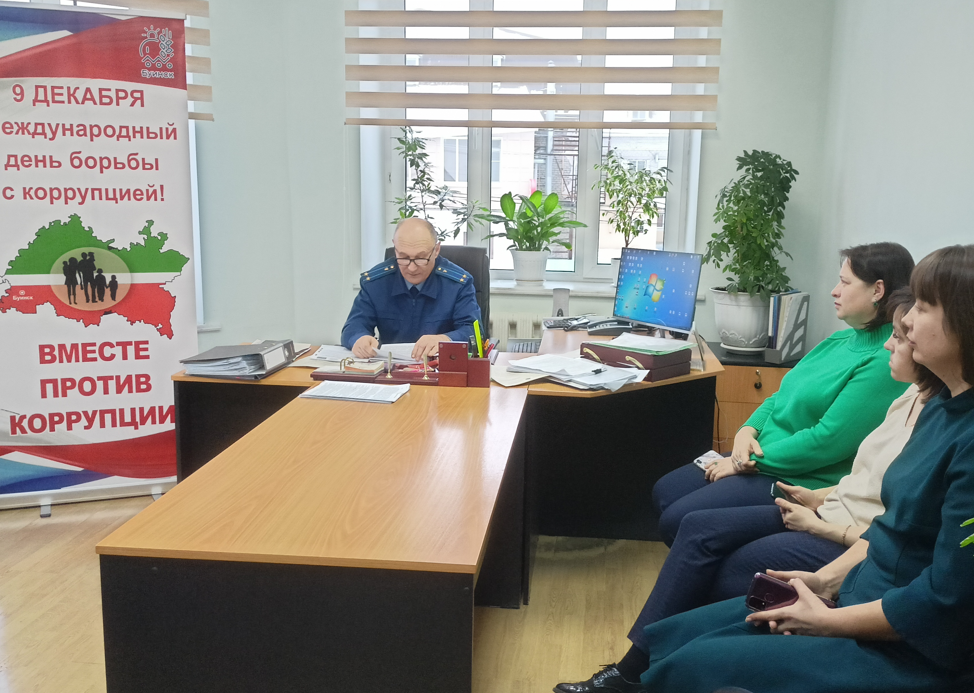 Буинск
9 ДЕКАБРЯ
еждународный
день борьбы
с коррупцией!
Буинск
ВМЕСТЕ
ПРОТИВ
КОРРУПЦИИ